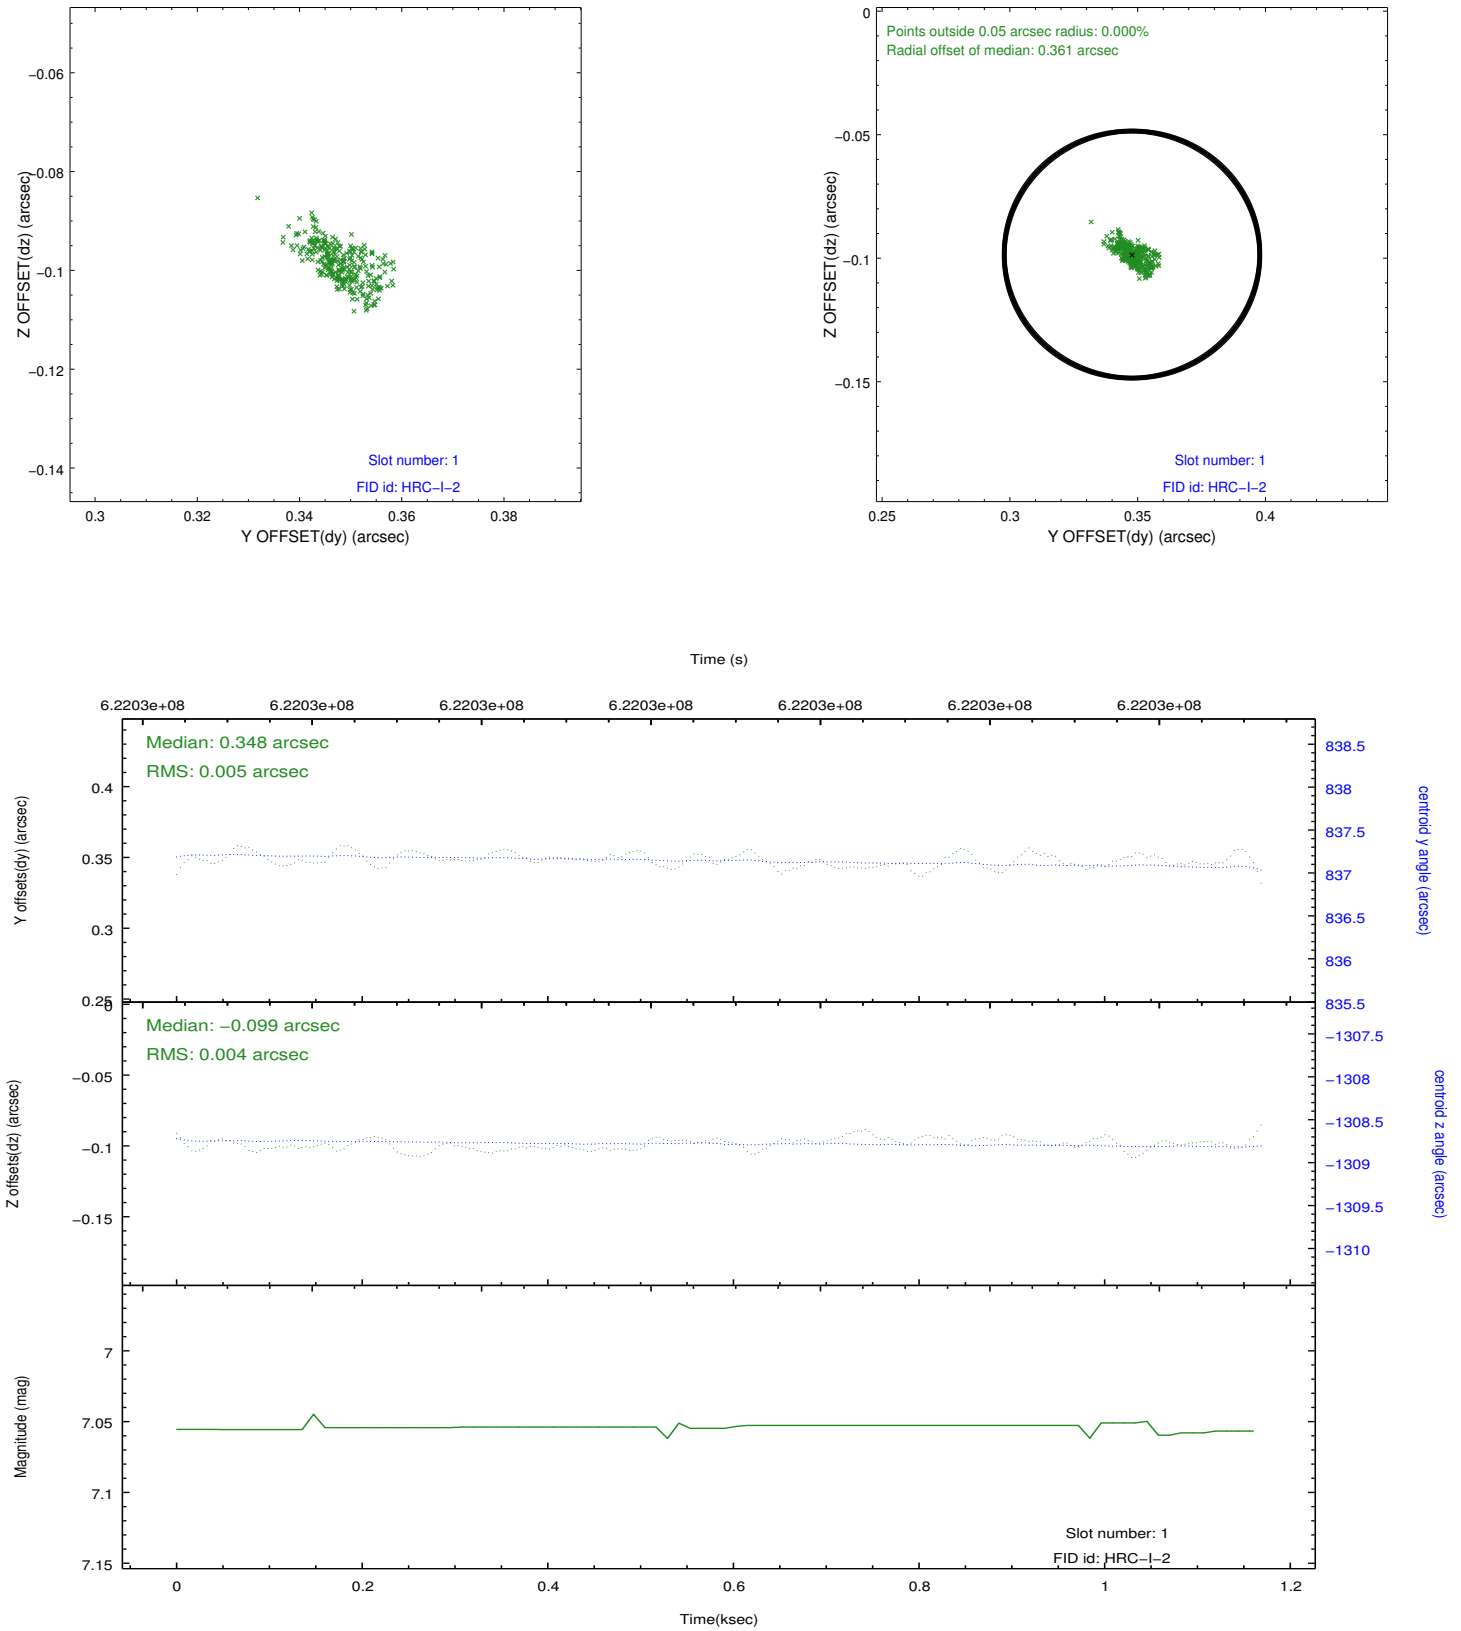 −0.06
−0.08
−0.1
−0.12
−0.14
Z OFFSET(dz) (arcsec)
Slot number: 1
FID id: HRC−I−2
0.3 0.32 0.34 0.36 0.38
Y OFFSET(dy) (arcsec)
Points outside 0.05 arcsec radius: 0.000%
Radial offset of median: 0.361 arcsec
0
−0.05
−0.1
−0.15
Z OFFSET(dz) (arcsec)
Slot number: 1
FID id: HRC−I−2
0.25 0.3 0.35 0.4
Y OFFSET(dy) (arcsec)
Time (s)
6.2203e+08 6.2203e+08 6.2203e+08 6.2203e+08 6.2203e+08 6.2203e+08 6.2203e+08
Median: 0.348 arcsec
RMS: 0.005 arcsec
0.4
0.35
0.3
0.25
Y offsets(dy) (arcsec)
838.5
838
837.5
837
836.5
836
835.5
centroid y angle (arcsec)
Median: −0.099 arcsec
RMS: 0.004 arcsec
0
−0.05
−0.1
−0.15
Z offsets(dz) (arcsec)
−1307.5
−1308
−1308.5
−1309
−1309.5
−1310
centroid z angle (arcsec)
7
7.05
7.1
7.15
Magnitude (mag)
Slot number: 1
FID id: HRC−I−2
0 0.2 0.4 0.6 0.8 1 1.2
Time(ksec)